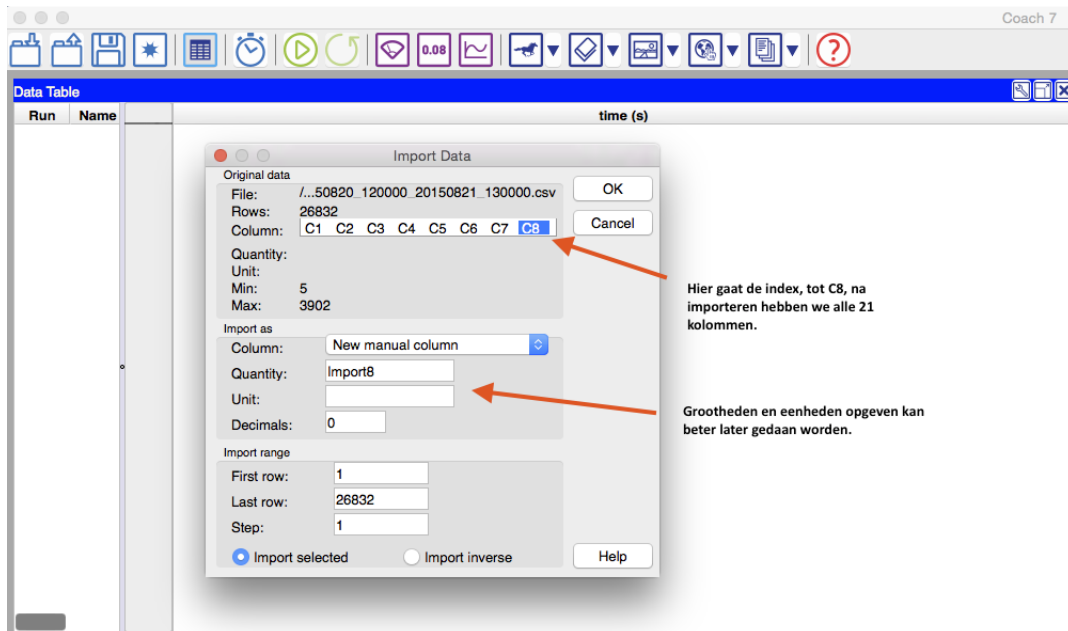 Coach 7
0.08
?
Data Table
Run Name time (s)
Import Data
Original data
File: /...50820_120000_20150821_130000.csv
OK
Rows: 26832
Column: C1 C2 C3 C4 C5 C6 C7 C8
Cancel
Quantity:
Unit:
Min: 5
Max: 3902
Hier gaat de index, tot C8, na
importeren hebben we alle 21
kolommen.
Import as
Column: New manual column
Quantity: Import8
Unit:
Decimals: 0
Grootheden en eenheden opgeven kan
beter later gedaan worden.
Import range
First row: 1
Last row: 26832
Step: 1
Import selected Import inverse
Help